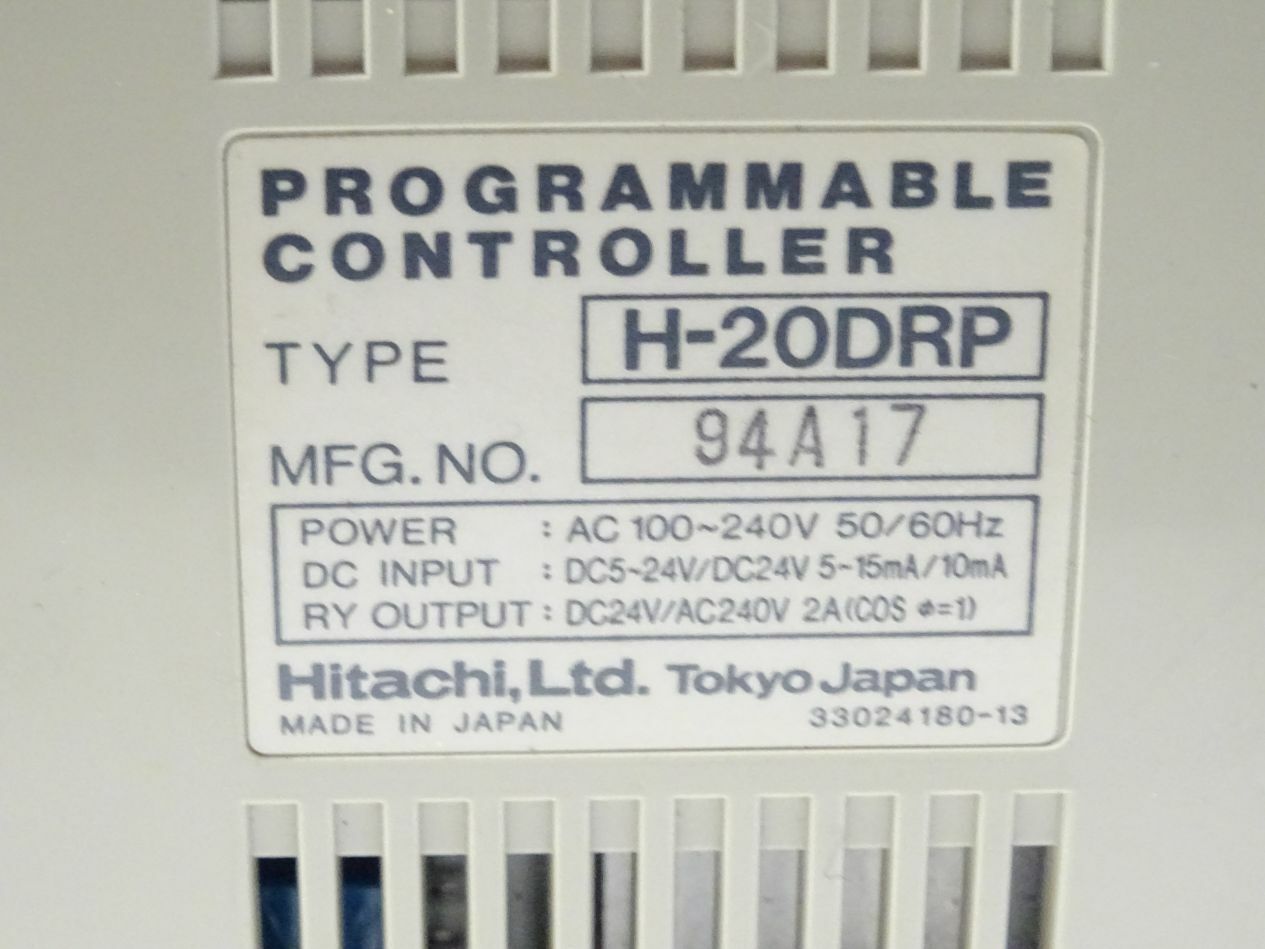 PROGRAMMABLE
CONTROLLER
TYPE H-20DRP
MFG. NO. 94A17
POWER : AC 100~240V 50/60Hz
DC INPUT : DC5~24V/DC24V 5~15mA/10mA
RY OUTPUT : DC24V/AC240V 2A(COS φ=1)
Hitachi, Ltd. Tokyo Japan
MADE IN JAPAN 33024180-13